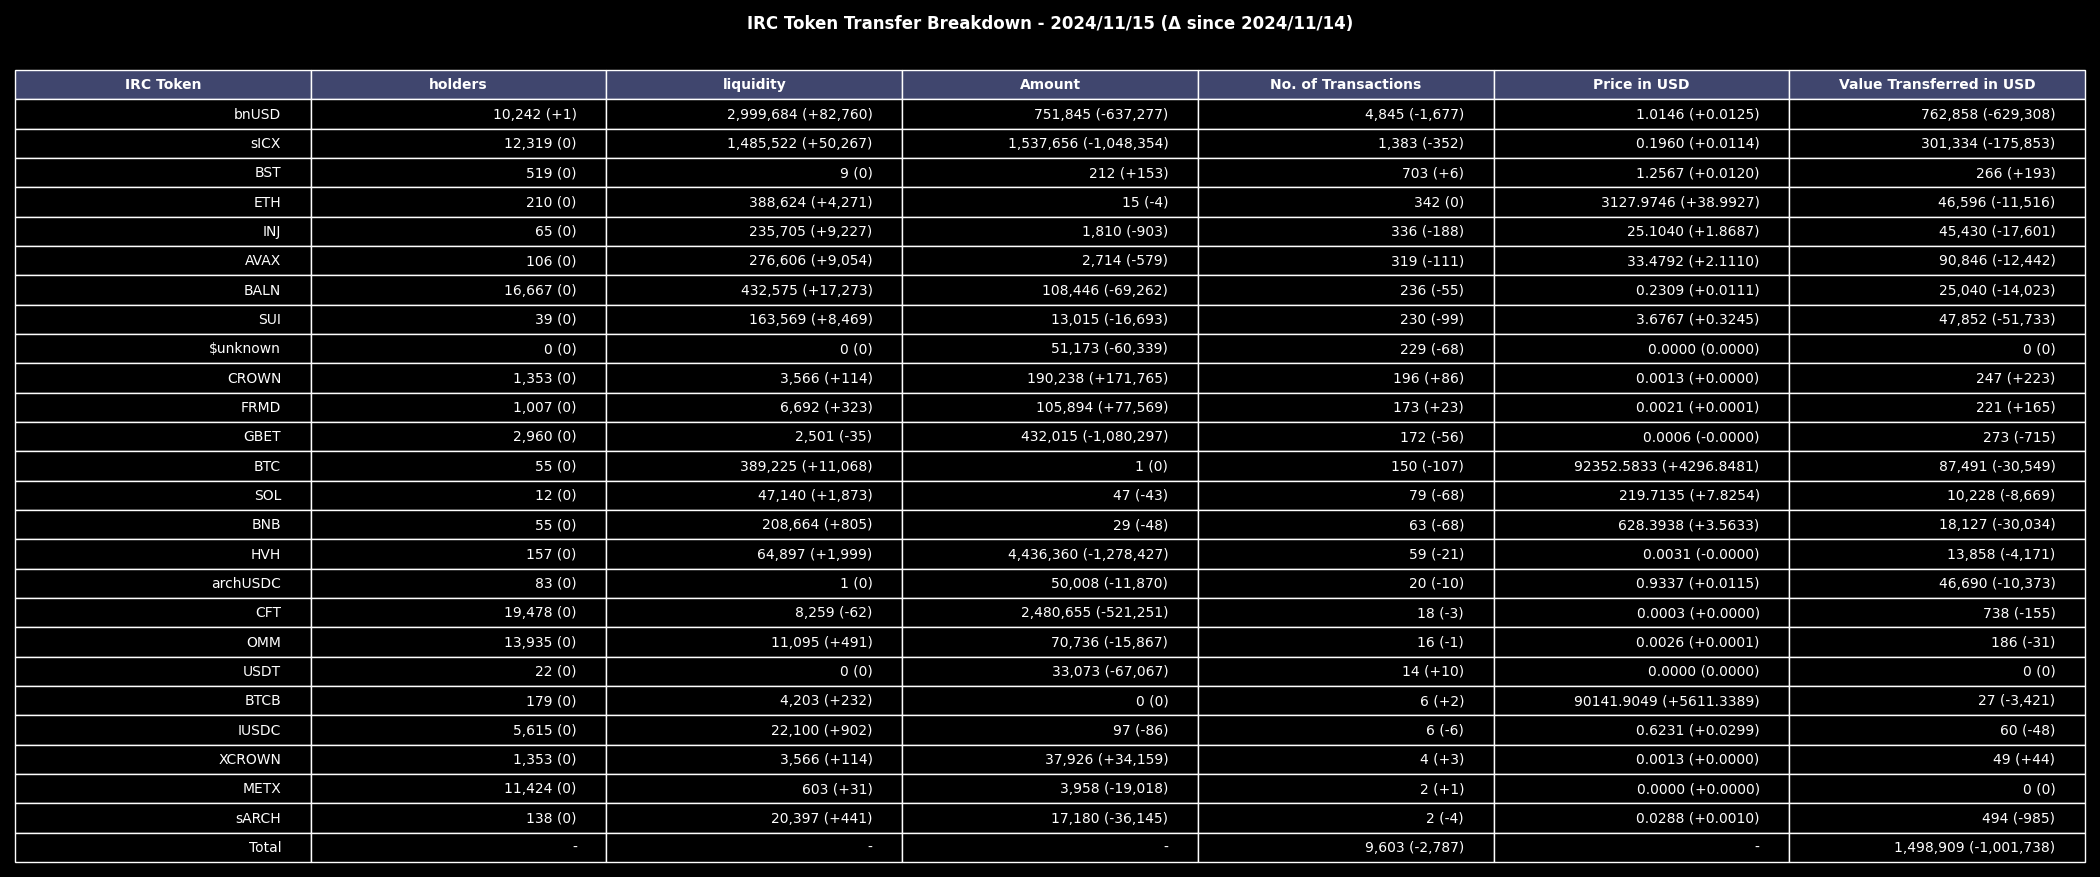 IRC Token Transfer Breakdown - 2024/11/15 (Δ since 2024/11/14)
IRC Token holders liquidity Amount No. of Transactions Price in USD Value Transferred in USD
bnUSD 10,242 (+1) 2,999,684 (+82,760) 751,845 (-637,277) 4,845 (-1,677) 1.0146 (+0.0125) 762,858 (-629,308)
sICX 12,319 (0) 1,485,522 (+50,267) 1,537,656 (-1,048,354) 1,383 (-352) 0.1960 (+0.0114) 301,334 (-175,853)
BST 519 (0) 9 (0) 212 (+153) 703 (+6) 1.2567 (+0.0120) 266 (+193)
ETH 210 (0) 388,624 (+4,271) 15 (-4) 342 (0) 3127.9746 (+38.9927) 46,596 (-11,516)
INJ 65 (0) 235,705 (+9,227) 1,810 (-903) 336 (-188) 25.1040 (+1.8687) 45,430 (-17,601)
AVAX 106 (0) 276,606 (+9,054) 2,714 (-579) 319 (-111) 33.4792 (+2.1110) 90,846 (-12,442)
BALN 16,667 (0) 432,575 (+17,273) 108,446 (-69,262) 236 (-55) 0.2309 (+0.0111) 25,040 (-14,023)
SUI 39 (0) 163,569 (+8,469) 13,015 (-16,693) 230 (-99) 3.6767 (+0.3245) 47,852 (-51,733)
$unknown 0 (0) 0 (0) 51,173 (-60,339) 229 (-68) 0.0000 (0.0000) 0 (0)
CROWN 1,353 (0) 3,566 (+114) 190,238 (+171,765) 196 (+86) 0.0013 (+0.0000) 247 (+223)
FRMD 1,007 (0) 6,692 (+323) 105,894 (+77,569) 173 (+23) 0.0021 (+0.0001) 221 (+165)
GBET 2,960 (0) 2,501 (-35) 432,015 (-1,080,297) 172 (-56) 0.0006 (-0.0000) 273 (-715)
BTC 55 (0) 389,225 (+11,068) 1 (0) 150 (-107) 92352.5833 (+4296.8481) 87,491 (-30,549)
SOL 12 (0) 47,140 (+1,873) 47 (-43) 79 (-68) 219.7135 (+7.8254) 10,228 (-8,669)
BNB 55 (0) 208,664 (+805) 29 (-48) 63 (-68) 628.3938 (+3.5633) 18,127 (-30,034)
HVH 157 (0) 64,897 (+1,999) 4,436,360 (-1,278,427) 59 (-21) 0.0031 (-0.0000) 13,858 (-4,171)
archUSDC 83 (0) 1 (0) 50,008 (-11,870) 20 (-10) 0.9337 (+0.0115) 46,690 (-10,373)
CFT 19,478 (0) 8,259 (-62) 2,480,655 (-521,251) 18 (-3) 0.0003 (+0.0000) 738 (-155)
OMM 13,935 (0) 11,095 (+491) 70,736 (-15,867) 16 (-1) 0.0026 (+0.0001) 186 (-31)
USDT 22 (0) 0 (0) 33,073 (-67,067) 14 (+10) 0.0000 (0.0000) 0 (0)
BTCB 179 (0) 4,203 (+232) 0 (0) 6 (+2) 90141.9049 (+5611.3389) 27 (-3,421)
IUSDC 5,615 (0) 22,100 (+902) 97 (-86) 6 (-6) 0.6231 (+0.0299) 60 (-48)
XCROWN 1,353 (0) 3,566 (+114) 37,926 (+34,159) 4 (+3) 0.0013 (+0.0000) 49 (+44)
METX 11,424 (0) 603 (+31) 3,958 (-19,018) 2 (+1) 0.0000 (+0.0000) 0 (0)
sARCH 138 (0) 20,397 (+441) 17,180 (-36,145) 2 (-4) 0.0288 (+0.0010) 494 (-985)
Total - - - 9,603 (-2,787) - 1,498,909 (-1,001,738)